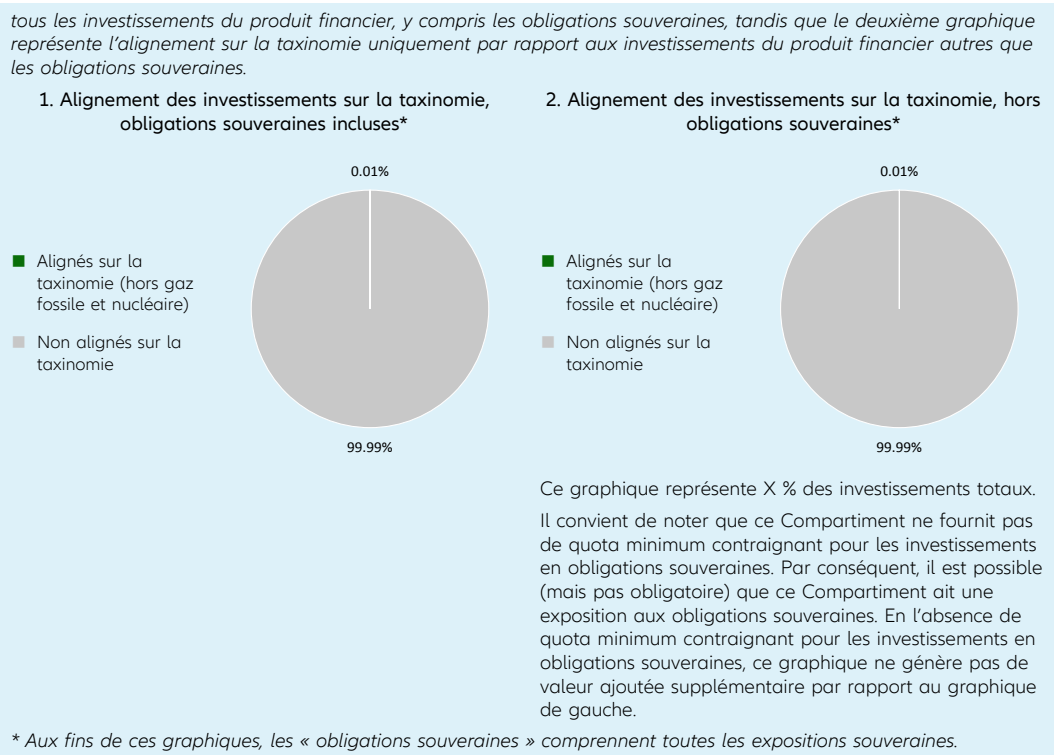 tous les investissements du produit financier, y compris les obligations souveraines, tandis que le deuxième graphique
représente l'alignement sur la taxinomie uniquement par rapport aux investissements du produit financier autres que
les obligations souveraines.
1. Alignement des investissements sur la taxinomie,
obligations souveraines incluses*
0.01%
Alignés sur la
taxinomie (hors gaz
fossile et nucléaire)
Non alignés sur la
taxinomie
99.99%
2. Alignement des investissements sur la taxinomie, hors
obligations souveraines*
0.01%
Alignés sur la
taxinomie (hors gaz
fossile et nucléaire)
Non alignés sur la
taxinomie
99.99%
Ce graphique représente X % des investissements totaux.
Il convient de noter que ce Compartiment ne fournit pas
de quota minimum contraignant pour les investissements
en obligations souveraines. Par conséquent, il est possible
(mais pas obligatoire) que ce Compartiment ait une
exposition aux obligations souveraines. En l'absence de
quota minimum contraignant pour les investissements en
obligations souveraines, ce graphique ne génère pas de
valeur ajoutée supplémentaire par rapport au graphique
de gauche.
* Aux fins de ces graphiques, les « obligations souveraines » comprennent toutes les expositions souveraines.